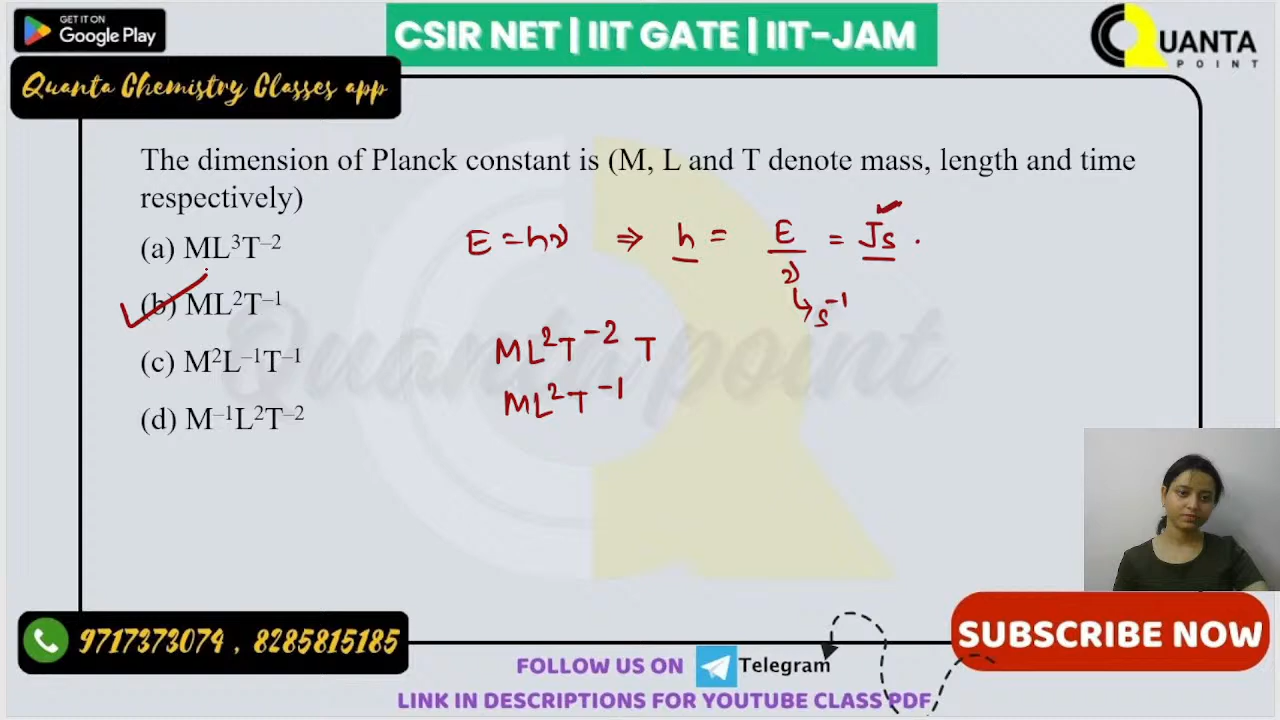 GET IT ON
Google Play
CSIR NET | IIT GATE | IIT-JAM
QUANTA
POINT
Quanta Chemistry Classes app
The dimension of Planck constant is (M, L and T denote mass, length and time
respectively)
(a) ML³T⁻²
(b) ML²T⁻¹
(c) M²L⁻¹T⁻¹
(d) M⁻¹L²T⁻²
E = hν ⇒ h = E/ν = Js .
↳ s⁻¹
ML²T⁻² T
ML²T⁻¹
Quanta point
9717373074 , 8285815185
FOLLOW US ON Telegram
LINK IN DESCRIPTIONS FOR YOUTUBE CLASS PDF
SUBSCRIBE NOW